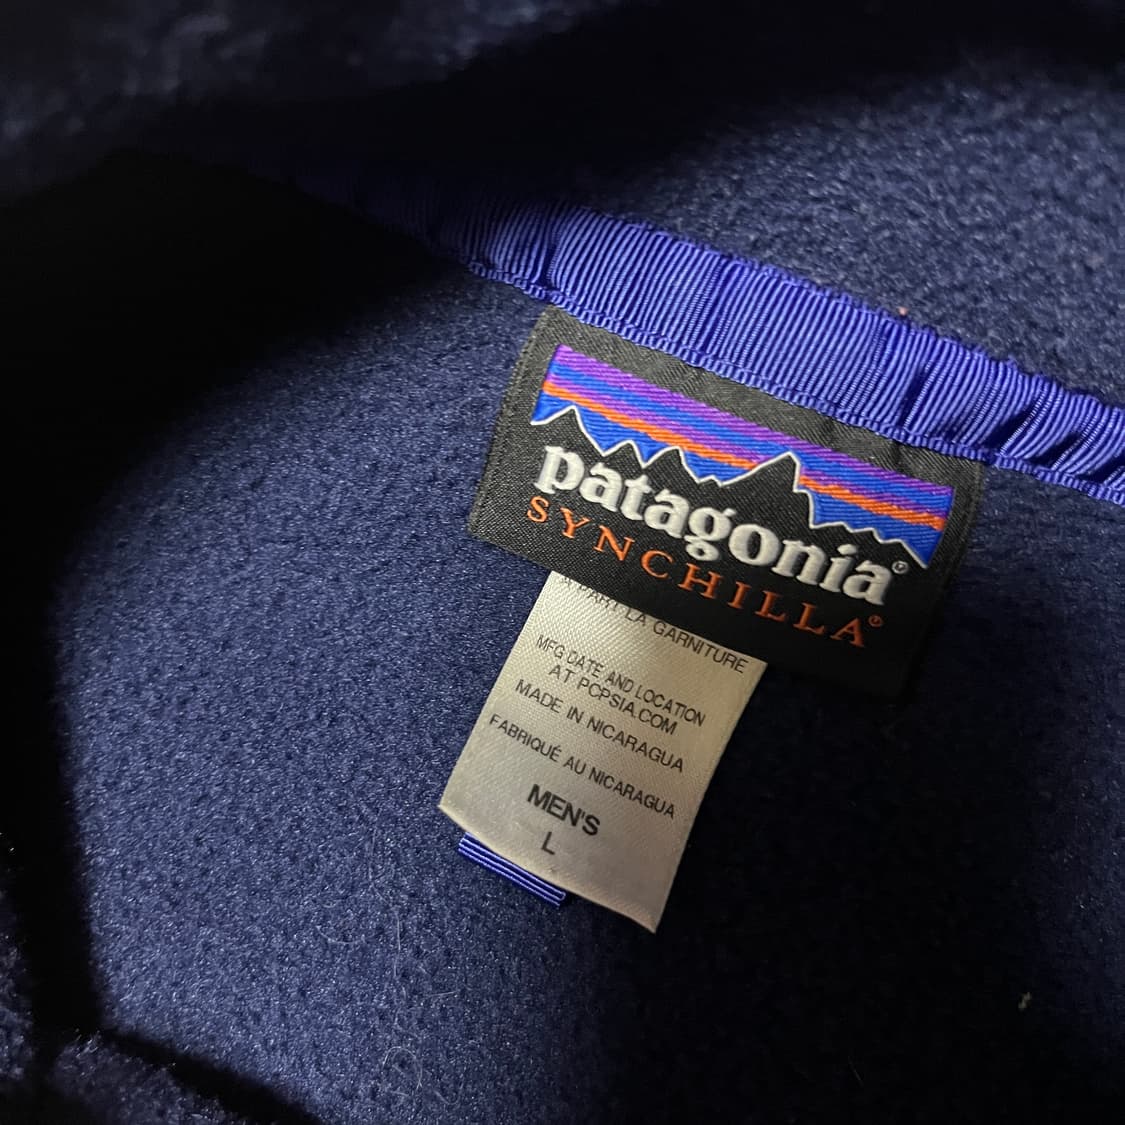 patagonia®
SYNCHILLA®
À PART LA GARNITURE
MFG DATE AND LOCATION
AT PCPSIA.COM
MADE IN NICARAGUA
FABRIQUÉ AU NICARAGUA
MEN'S
L